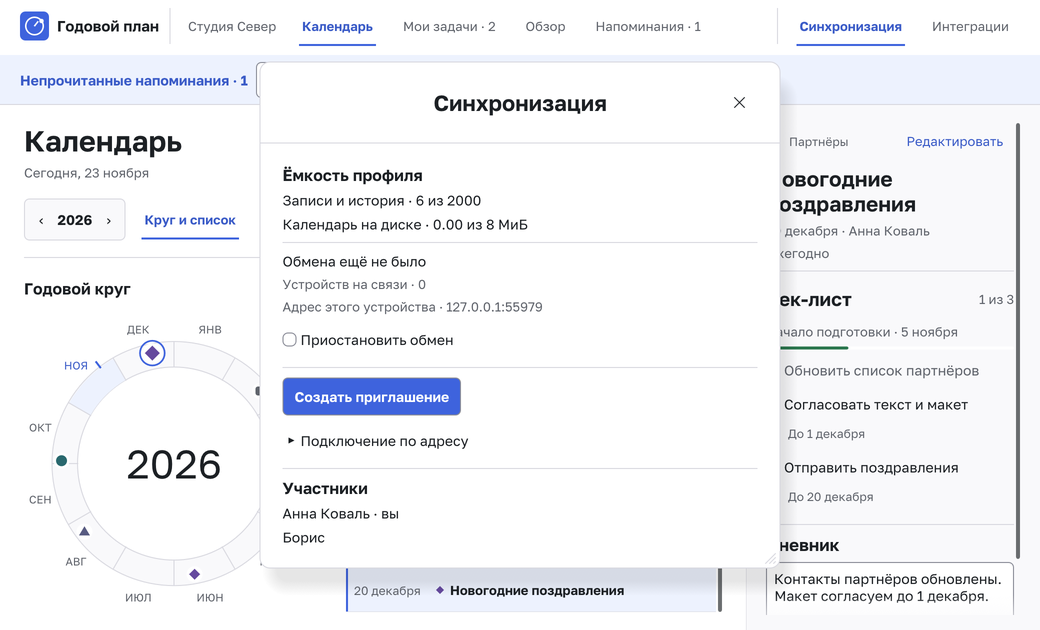 Годовой план
Студия Север
Календарь
Мои задачи · 2
Обзор
Напоминания · 1
Синхронизация
Интеграции
Непрочитанные напоминания · 1
Календарь
Сегодня, 23 ноября
‹ 2026 ›
Круг и список
Годовой круг
ДЕК
ЯНВ
НОЯ
ОКТ
СЕН
АВГ
ИЮЛ
ИЮН
2026
Синхронизация
Ёмкость профиля
Записи и история · 6 из 2000
Календарь на диске · 0.00 из 8 МиБ
Обмена ещё не было
Устройств на связи · 0
Адрес этого устройства · 127.0.0.1:55979
Приостановить обмен
Создать приглашение
Подключение по адресу
Участники
Анна Коваль · вы
Борис
20 декабря
Новогодние поздравления
Партнёры
Редактировать
овогодние
оздравления
декабря · Анна Коваль
жегодно
ек-лист
1 из 3
ачало подготовки · 5 ноября
Обновить список партнёров
Согласовать текст и макет
До 1 декабря
Отправить поздравления
До 20 декабря
невник
Контакты партнёров обновлены.
Макет согласуем до 1 декабря.